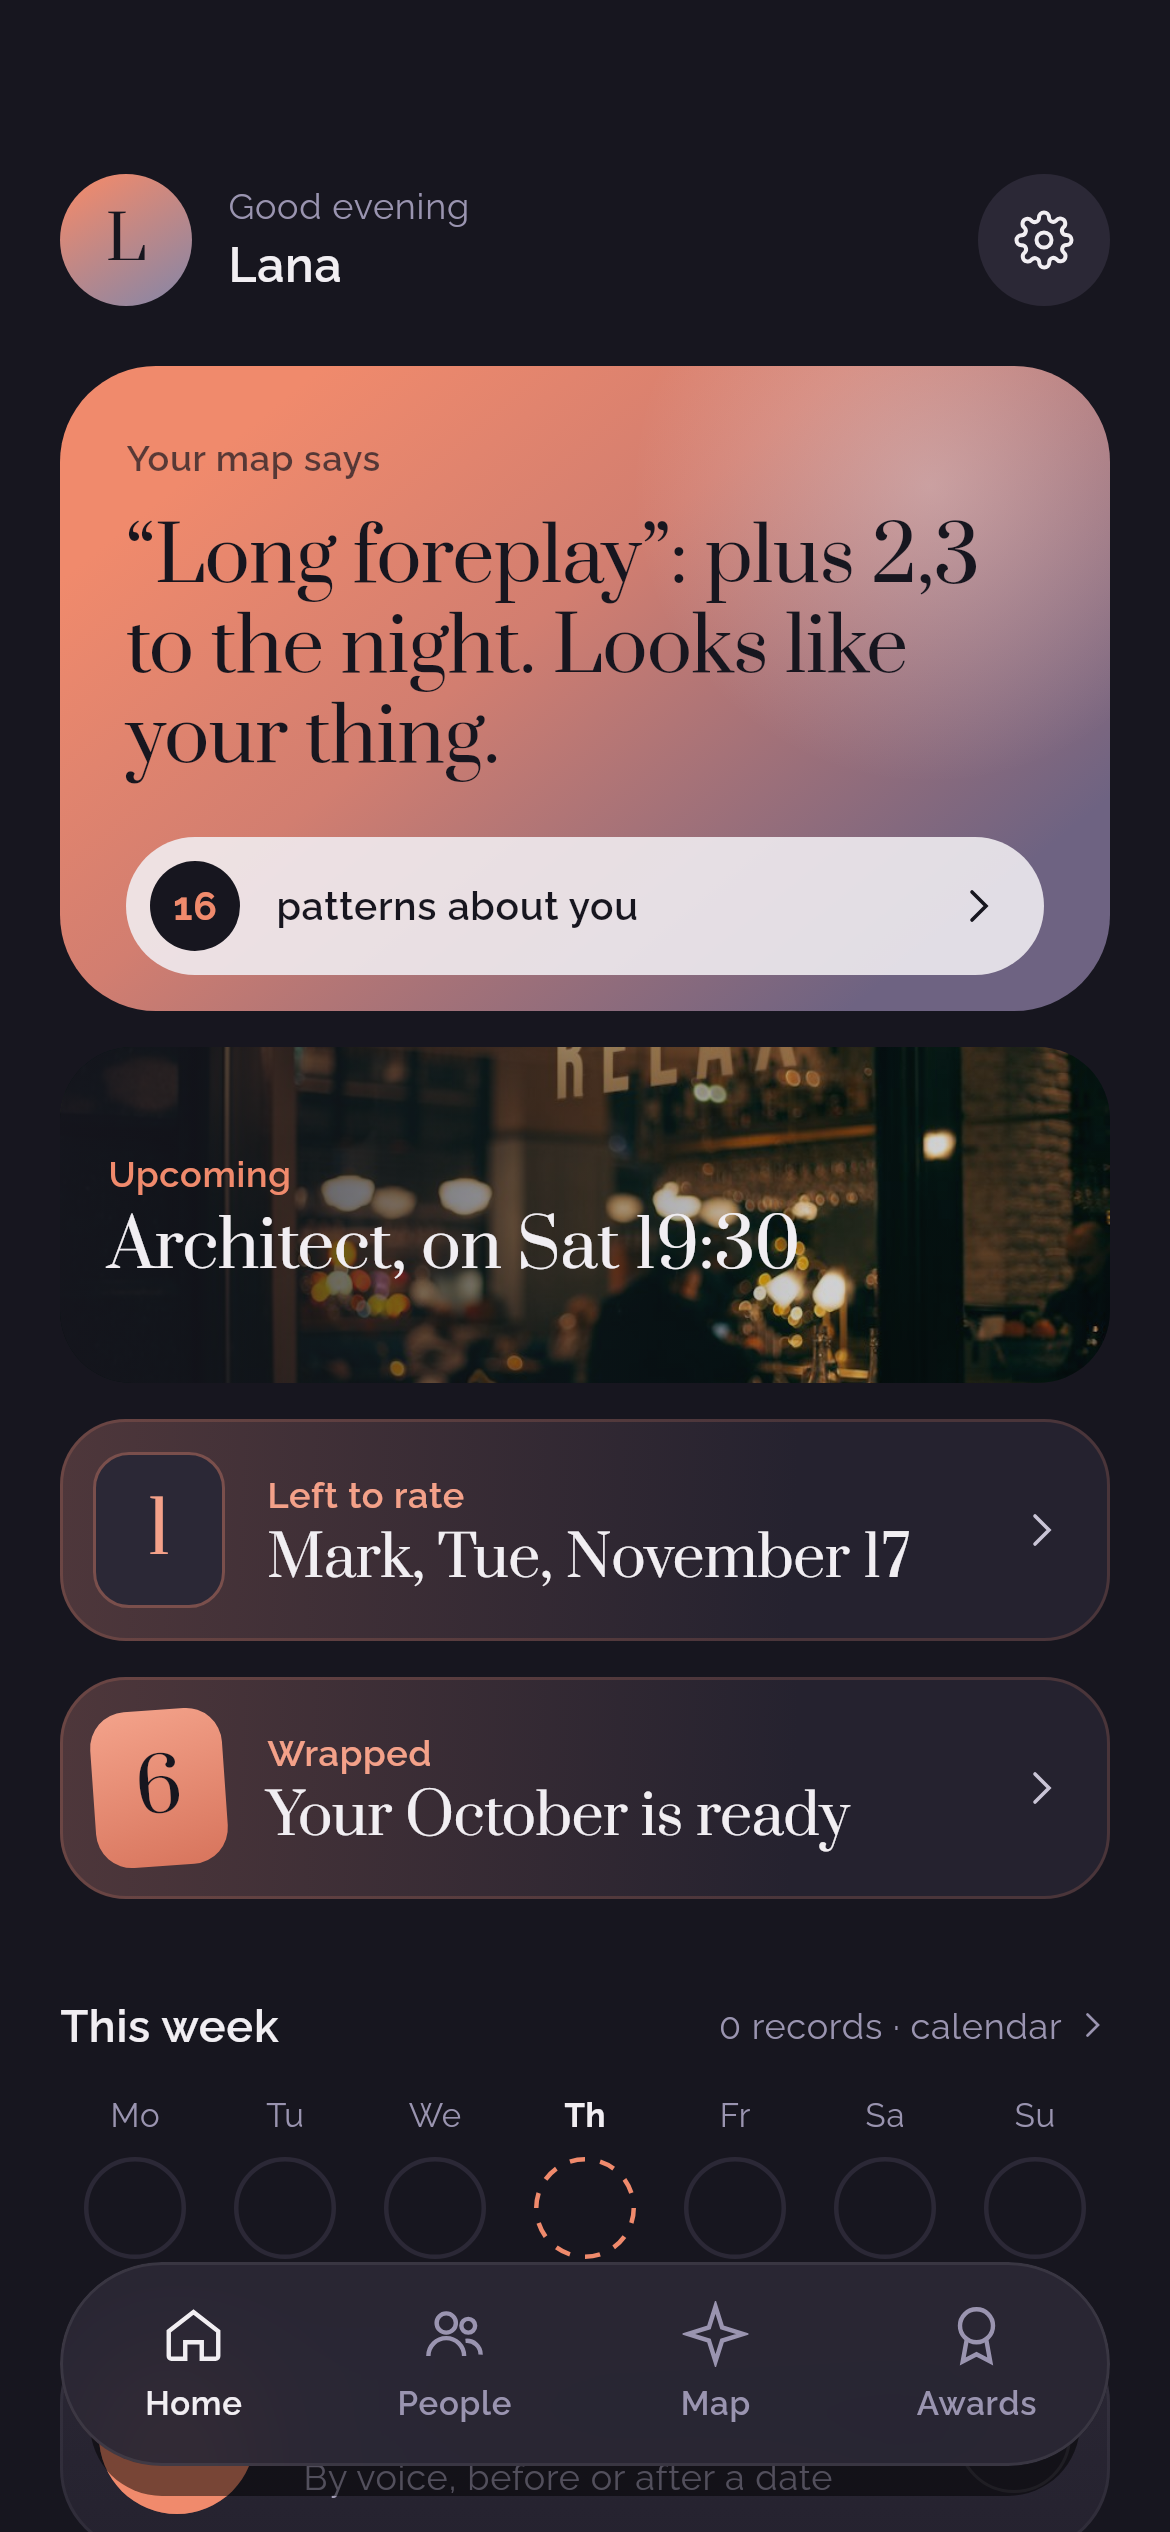 L
Good evening
Lana
Your map says
“Long foreplay”: plus 2,3
to the night. Looks like
your thing.
16 patterns about you
RELAX
Upcoming
Architect, on Sat 19:30
1
Left to rate
Mark, Tue, November 17
6
Wrapped
Your October is ready
This week
0 records · calendar
Mo Tu We Th Fr Sa Su
Home People Map Awards
By voice, before or after a date